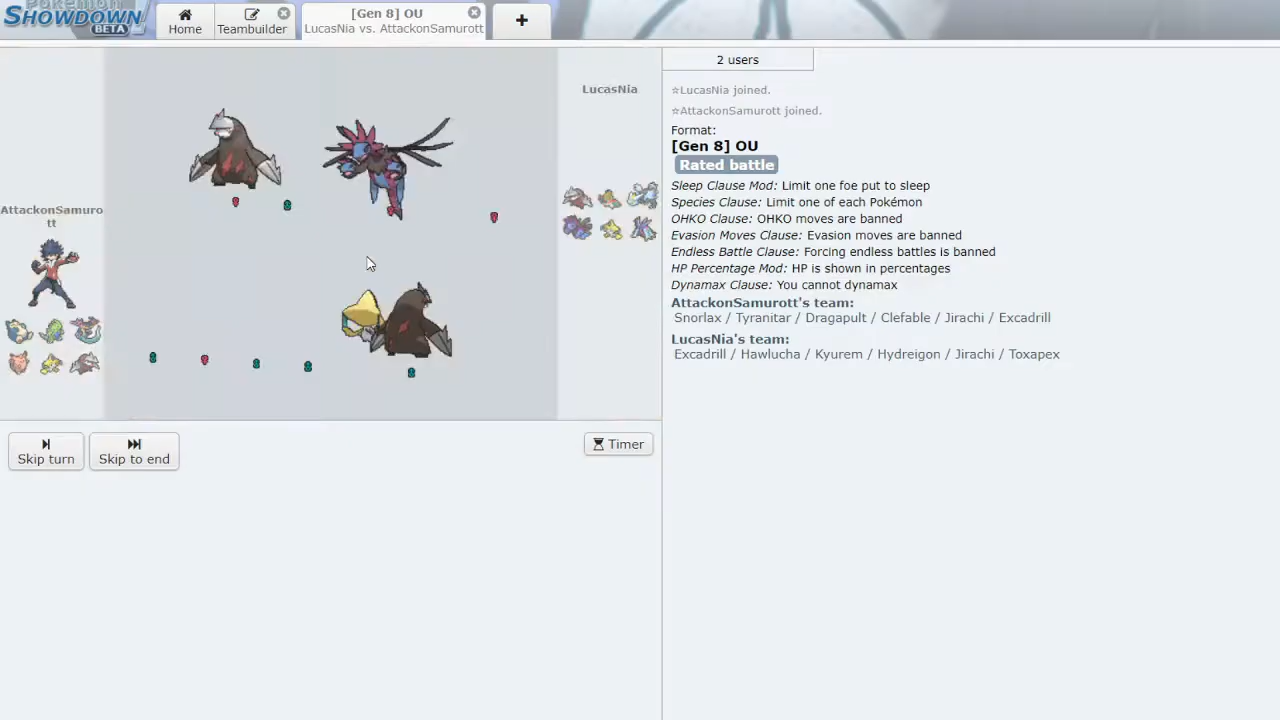 Pokémon
SHOWDOWN
BETA
Home
Teambuilder
[Gen 8] OU
LucasNia vs. AttackonSamurott
2 users
LucasNia
AttackonSamuro
tt
☆LucasNia joined.
☆AttackonSamurott joined.
Format:
[Gen 8] OU
Rated battle
Sleep Clause Mod: Limit one foe put to sleep
Species Clause: Limit one of each Pokémon
OHKO Clause: OHKO moves are banned
Evasion Moves Clause: Evasion moves are banned
Endless Battle Clause: Forcing endless battles is banned
HP Percentage Mod: HP is shown in percentages
Dynamax Clause: You cannot dynamax
AttackonSamurott's team:
Snorlax / Tyranitar / Dragapult / Clefable / Jirachi / Excadrill
LucasNia's team:
Excadrill / Hawlucha / Kyurem / Hydreigon / Jirachi / Toxapex
Skip turn
Skip to end
Timer